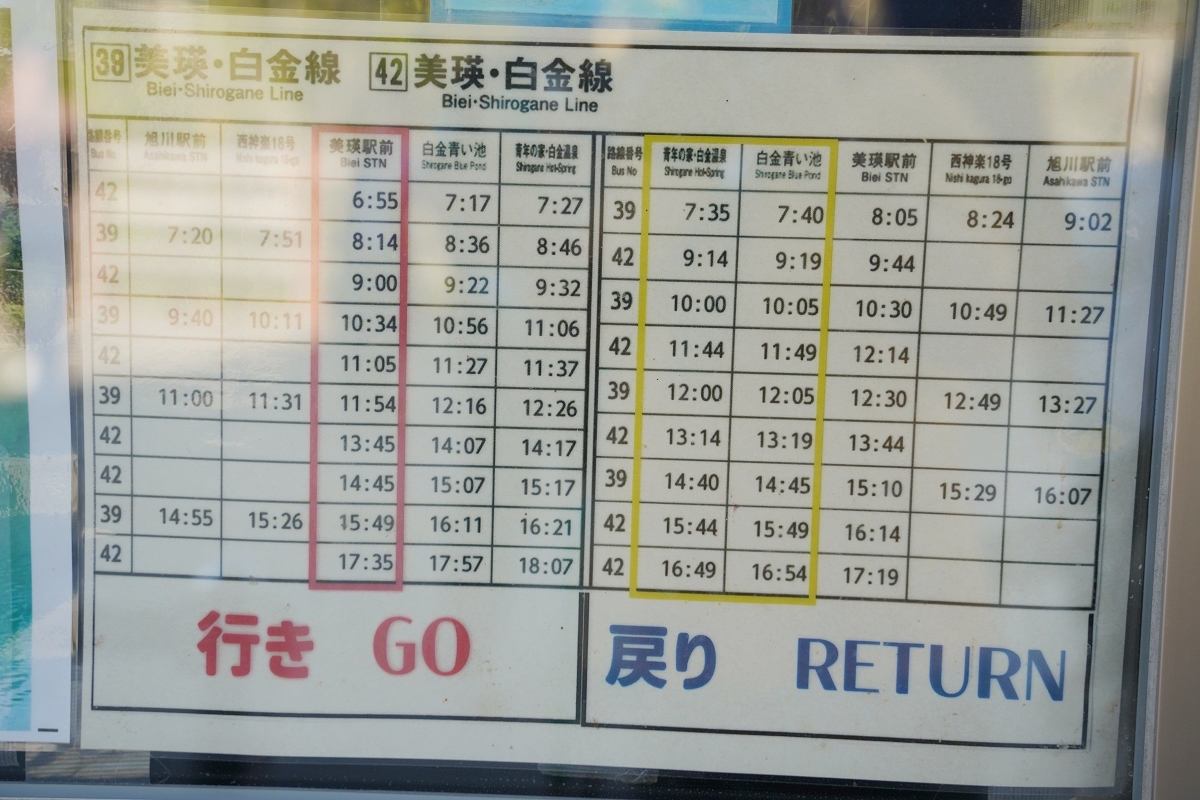 39 美瑛・白金線 42 美瑛・白金線
Biei・Shirogane Line Biei・Shirogane Line
路線番号 旭川駅前 西神楽18号 美瑛駅前 白金青い池 青年の家・白金温泉 路線番号 青年の家・白金温泉 白金青い池 美瑛駅前 西神楽18号 旭川駅前
Bus No Asahikawa STN Nishi kagura 18-go Biei STN Shirogane Blue Pond Shirogane Hot-Spring Bus No Shirogane Hot-Spring Shirogane Blue Pond Biei STN Nishi kagura 18-go Asahikawa STN
42 6:55 7:17 7:27 39 7:35 7:40 8:05 8:24 9:02
39 7:20 7:51 8:14 8:36 8:46 42 9:14 9:19 9:44
42 9:00 9:22 9:32 39 10:00 10:05 10:30 10:49 11:27
39 9:40 10:11 10:34 10:56 11:06 42 11:44 11:49 12:14
42 11:05 11:27 11:37 39 12:00 12:05 12:30 12:49 13:27
39 11:00 11:31 11:54 12:16 12:26 42 13:14 13:19 13:44
42 13:45 14:07 14:17 39 14:40 14:45 15:10 15:29 16:07
42 14:45 15:07 15:17 42 15:44 15:49 16:14
39 14:55 15:26 15:49 16:11 16:21 42 16:49 16:54 17:19
42 17:35 17:57 18:07
行き GO 戻り RETURN